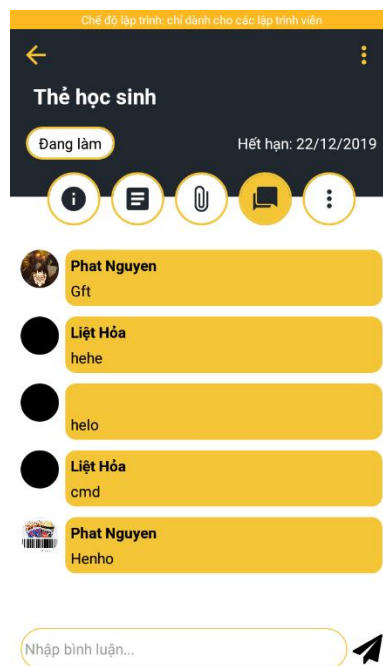 Chế độ lập trình: chỉ dành cho các lập trình viên
Thẻ học sinh
Đang làm
Hết hạn: 22/12/2019
Phat Nguyen
Gft
Liệt Hỏa
hehe
helo
Liệt Hỏa
cmd
Phat Nguyen
Henho
Nhập bình luận...